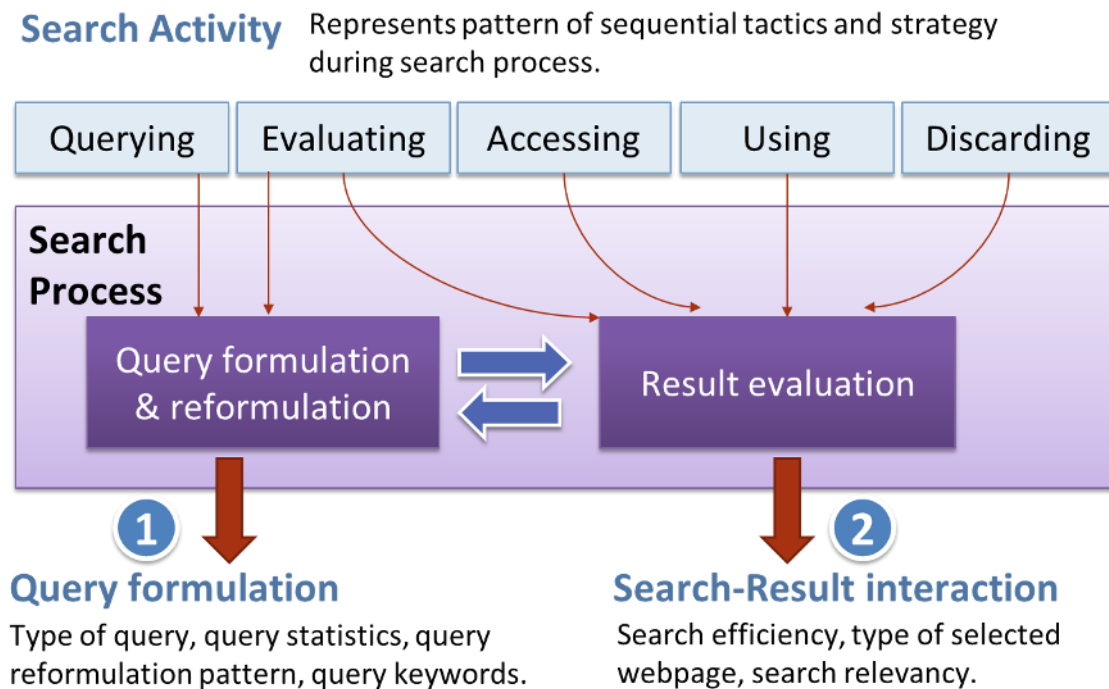 Search Activity
Represents pattern of sequential tactics and strategy
during search process.
Querying
Evaluating
Accessing
Using
Discarding
Search
Process
Query formulation
& reformulation
Result evaluation
1
2
Query formulation
Type of query, query statistics, query
reformulation pattern, query keywords.
Search-Result interaction
Search efficiency, type of selected
webpage, search relevancy.